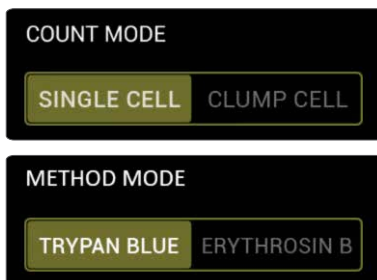 COUNT MODE
SINGLE CELL CLUMP CELL
METHOD MODE
TRYPAN BLUE ERYTHROSIN B